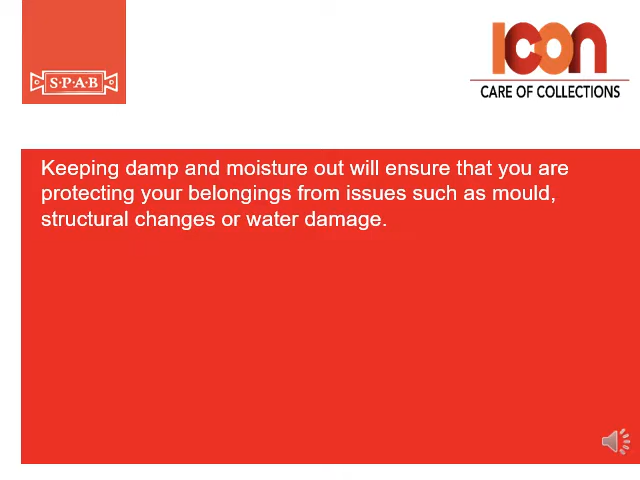 S·P·A·B
ICON
CARE OF COLLECTIONS
Keeping damp and moisture out will ensure that you are
protecting your belongings from issues such as mould,
structural changes or water damage.